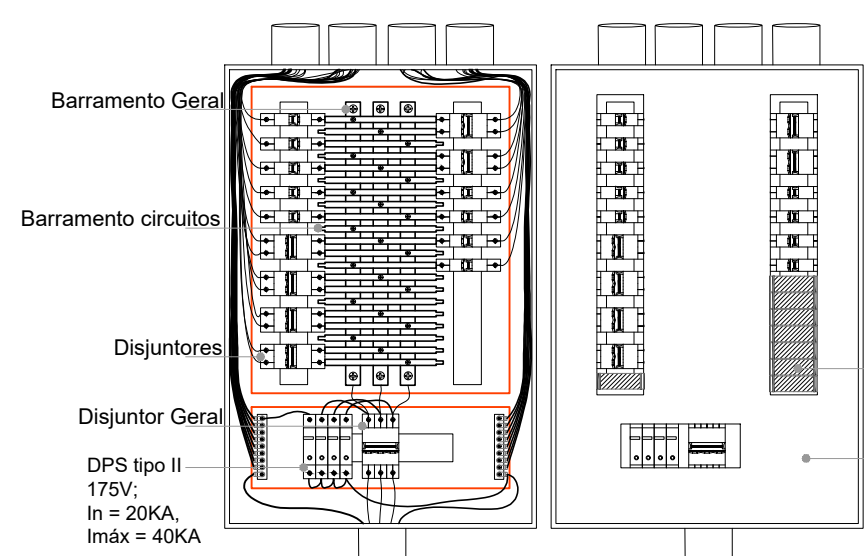 Barramento Geral
Barramento circuitos
Disjuntores
Disjuntor Geral
DPS tipo II
175V;
In = 20KA,
Imáx = 40KA